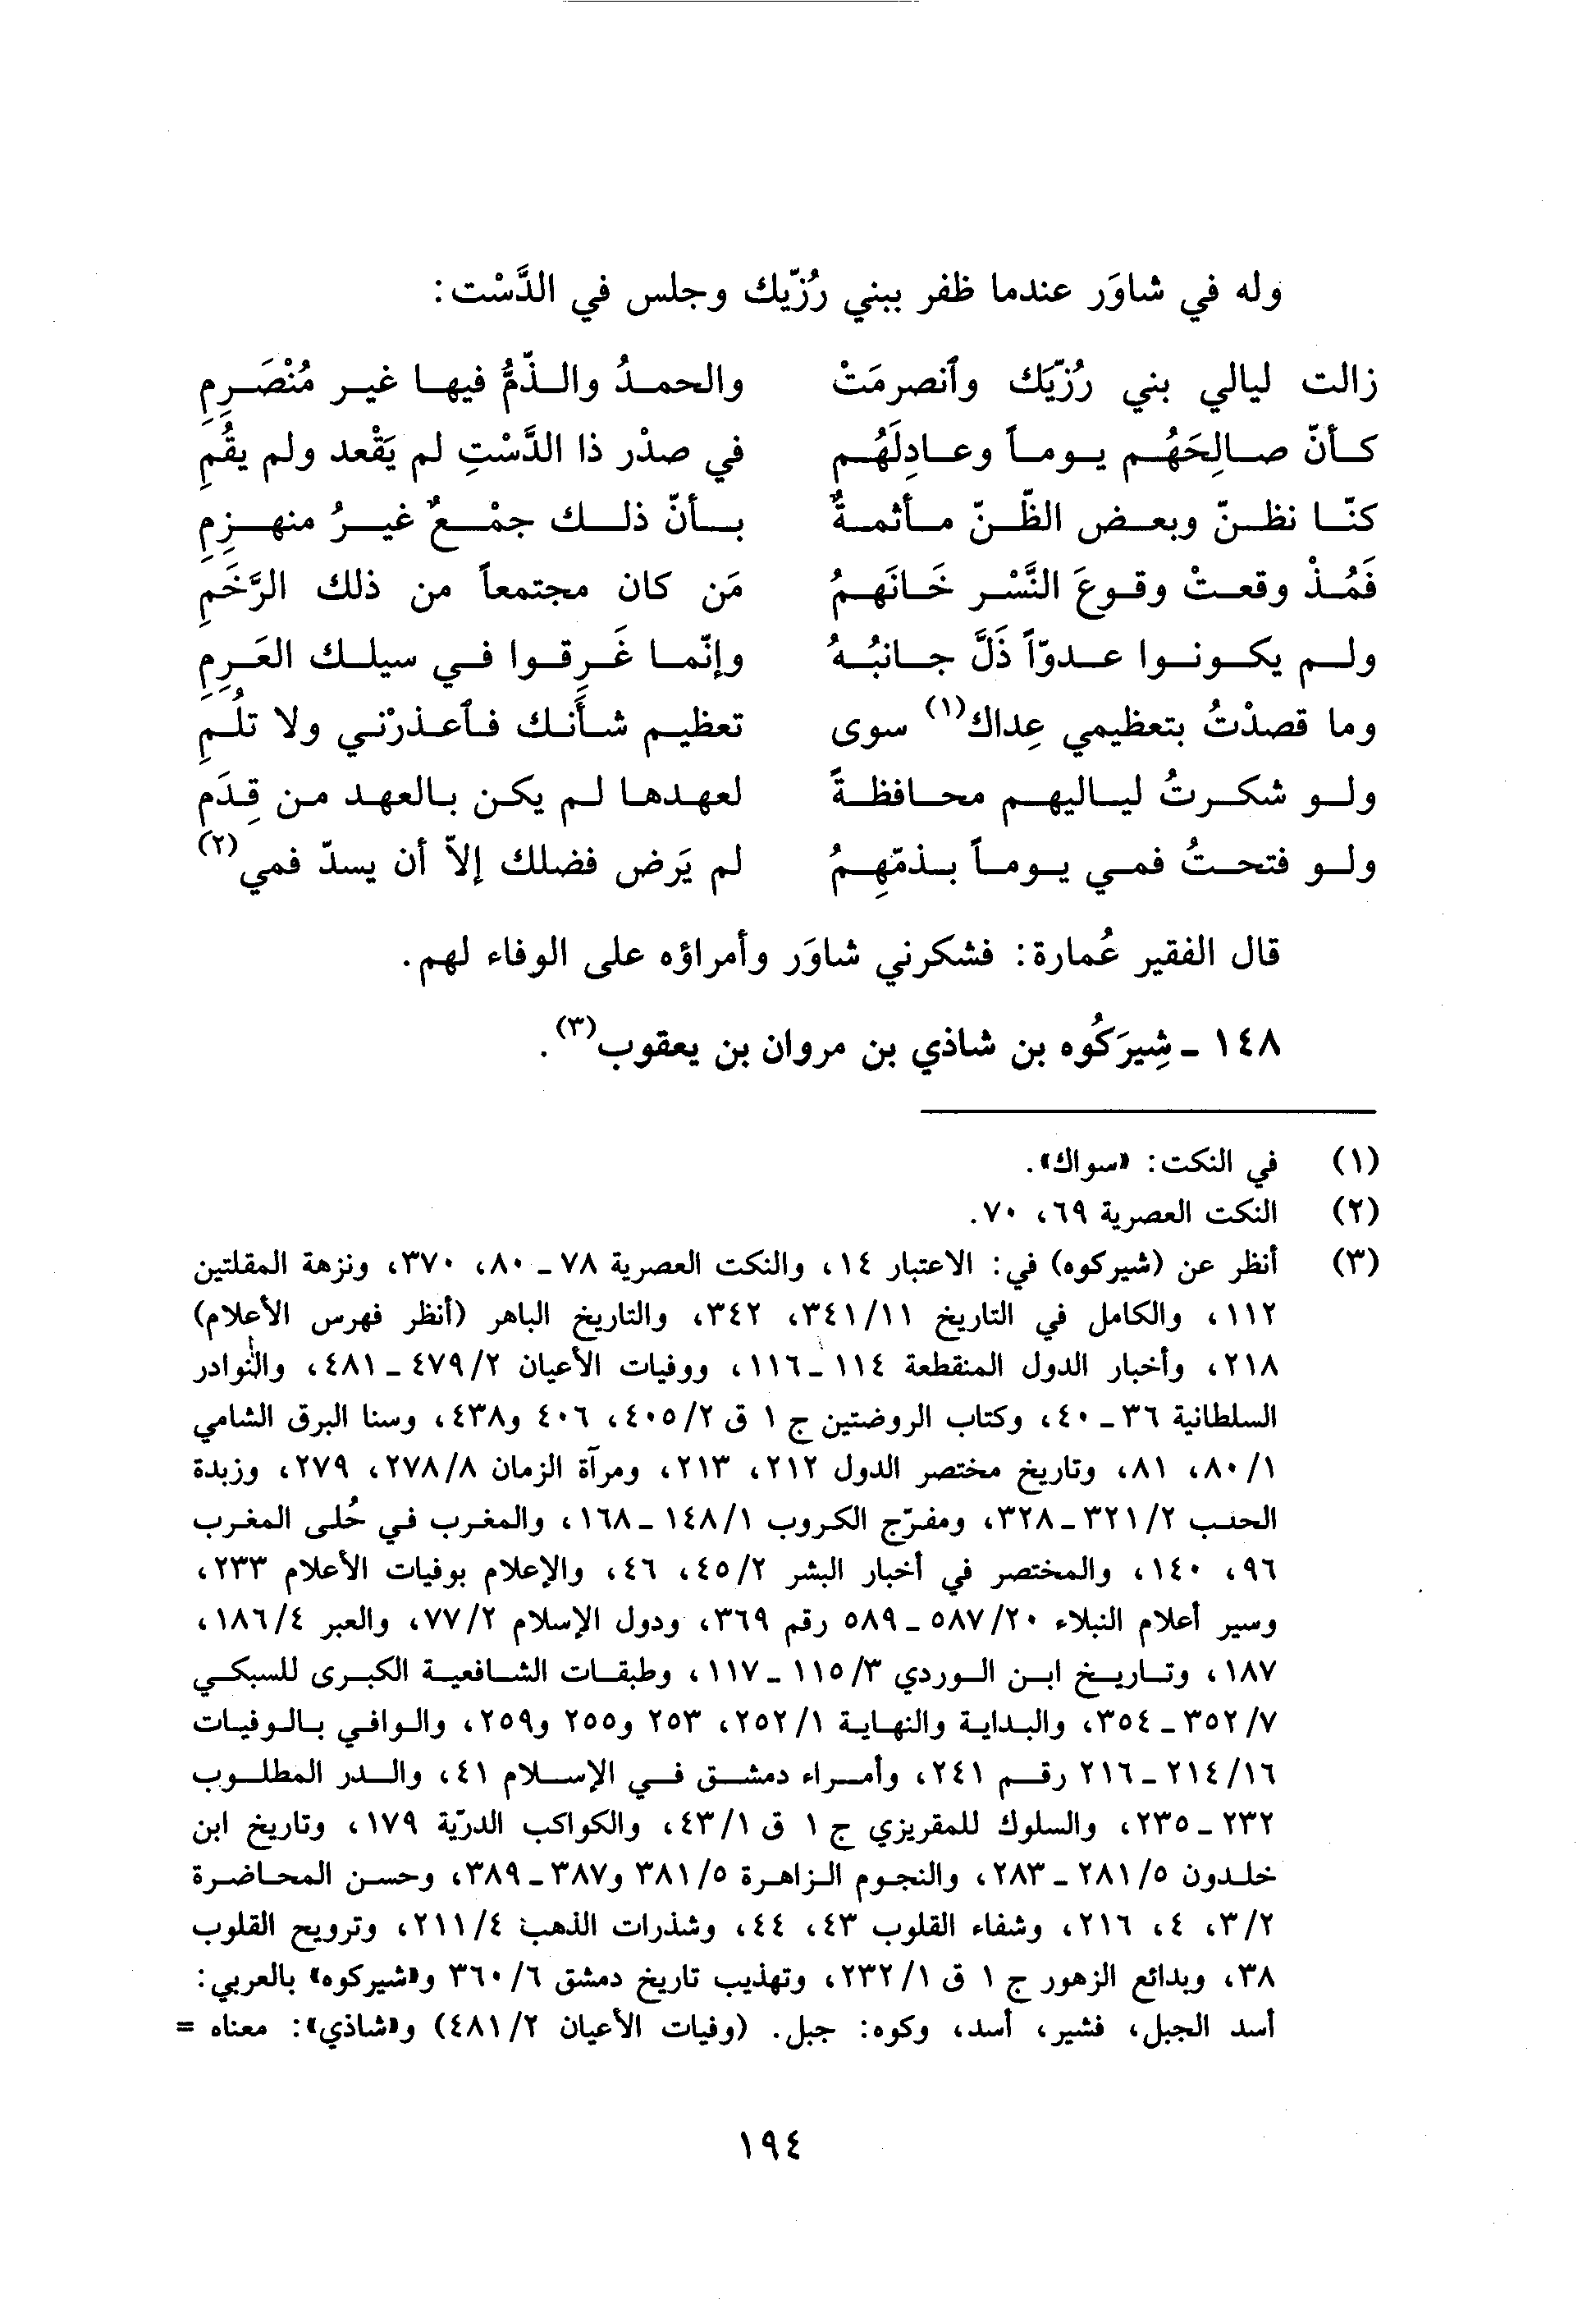 وله في شاوَر عندما ظفر ببني رُزّيك وجلس في الدَّسْت:
زالت ليالي بني رُزّيَك وٱنصرمَتْ والحمدُ والذّمُّ فيها غير مُنْصَرِمِ
كأنّ صالِحَهُم يوماً وعادِلَهُم في صدْر ذا الدَّسْتِ لم يَقْعد ولم يقُمِ
كنّا نظنّ وبعض الظّنّ مأثمةٌ بأنّ ذلك جمْعٌ غيرُ منهزِمِ
فَمُذْ وقعتْ وقوعَ النَّسْر خَانَهمُ مَن كان مجتمعاً من ذلك الرَّخَمِ
ولم يكونوا عدوّاً ذَلَّ جانبُهُ وإنّما غَرِقوا في سيلك العَرِمِ
وما قصدْتُ بتعظيمي عِداك(١) سوى تعظيم شأنك فٱعذرْني ولا تلُمِ
ولو شكرتُ لياليهم محافظةً لعهدها لم يكن بالعهد من قِدَم
ولو فتحتُ فمي يوماً بذمّهِمُ لم يَرض فضلك إلاّ أن يسدّ فمي(٢)
قال الفقير عُمارة: فشكرني شاوَر وأمراؤه على الوفاء لهم.
١٤٨ ـ شِيرَكُوه بن شاذي بن مروان بن يعقوب(٣).
(١) في النكت: «سواك».
(٢) النكت العصرية ٦٩، ٧٠.
(٣) أنظر عن (شيركوه) في: الاعتبار ١٤، والنكت العصرية ٧٨ ـ ٨٠، ٣٧٠، ونزهة المقلتين
١١٢، والكامل في التاريخ ٣٤١/١١، ٣٤٢، والتاريخ الباهر (أنظر فهرس الأعلام)
٢١٨، وأخبار الدول المنقطعة ١١٤ ـ ١١٦، ووفيات الأعيان ٤٧٩/٢ ـ ٤٨١، والنوادر
السلطانية ٣٦ ـ ٤٠، وكتاب الروضتين ج ١ ق ٤٠٥/٢، ٤٠٦ و٤٣٨، وسنا البرق الشامي
٨٠/١، ٨١، وتاريخ مختصر الدول ٢١٢، ٢١٣، ومرآة الزمان ٢٧٨/٨، ٢٧٩، وزبدة
الحنب ٣٢١/٢ ـ ٣٢٨، ومفرّج الكروب ١٤٨/١ ـ ١٦٨، والمغرب في حُلى المغرب
٩٦، ١٤٠، والمختصر في أخبار البشر ٤٥/٢، ٤٦، والإعلام بوفيات الأعلام ٢٣٣،
وسير أعلام النبلاء ٥٨٧/٢٠ ـ ٥٨٩ رقم ٣٦٩، ودول الإسلام ٧٧/٢، والعبر ١٨٦/٤،
١٨٧، وتاريخ ابن الوردي ١١٥/٣ ـ ١١٧، وطبقات الشافعية الكبرى للسبكي
٣٥٢/٧ ـ ٣٥٤، والبداية والنهاية ٢٥٢/١، ٢٥٣ و٢٥٥ و٢٥٩، والوافي بالوفيات
٢١٤/١٦ ـ ٢١٦ رقم ٢٤١، وأمراء دمشق في الإسلام ٤١، والدر المطلوب
٢٣٢ ـ ٢٣٥، والسلوك للمقريزي ج ١ ق ٤٣/١، والكواكب الدرّية ١٧٩، وتاريخ ابن
خلدون ٢٨١/٥ ـ ٢٨٣، والنجوم الزاهرة ٣٨١/٥ و٣٨٧ ـ ٣٨٩، وحسن المحاضرة
٣/٢، ٤، ٢١٦، وشفاء القلوب ٤٣، ٤٤، وشذرات الذهب ٢١١/٤، وترويح القلوب
٣٨، وبدائع الزهور ج ١ ق ٢٣٢/١، وتهذيب تاريخ دمشق ٣٦٠/٦ و«شيركوه» بالعربي:
أسد الجبل، فشير، أسد، وكوه: جبل. (وفيات الأعيان ٤٨١/٢) و«شاذي»: معناه =
١٩٤